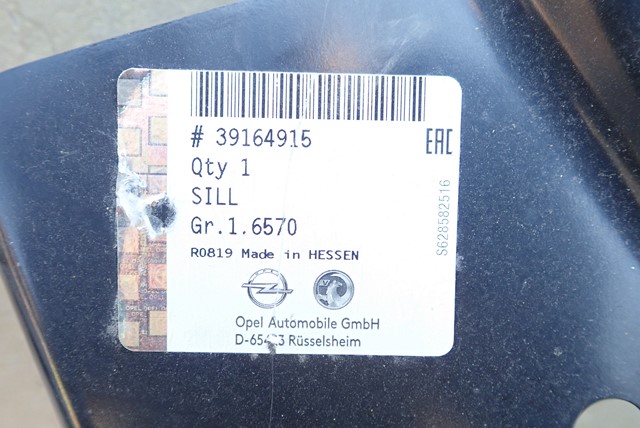 # 39164915
EAC
Qty 1
SILL
Gr.1.6570
R0819 Made in HESSEN
S628582516
Opel Automobile GmbH
Rüsselsheim